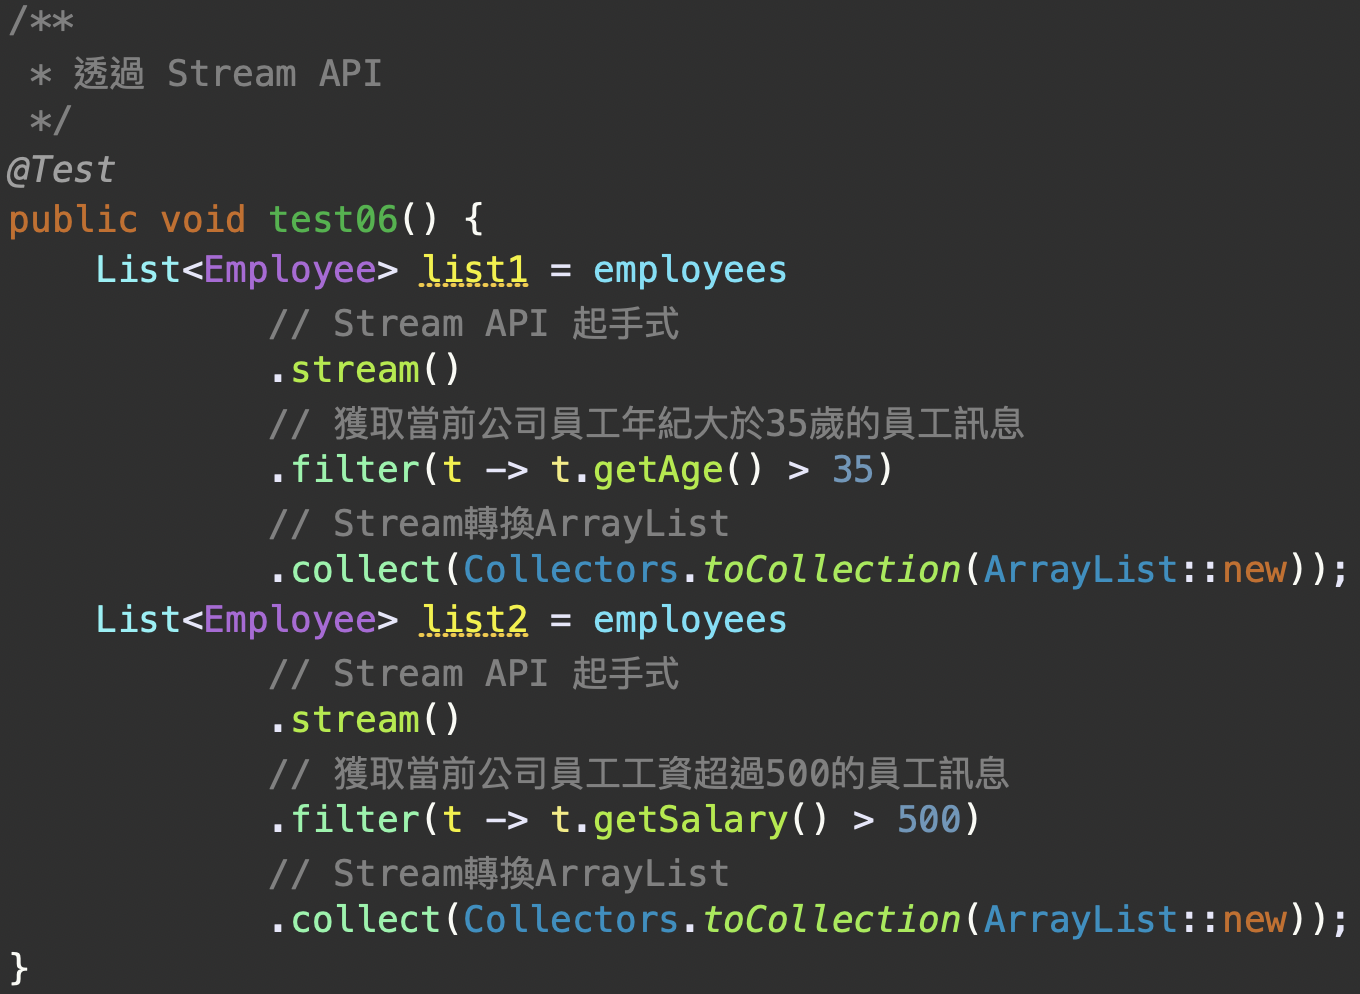 /**
 * 透過 Stream API
 */
@Test
public void test06() {
    List<Employee> list1 = employees
            // Stream API 起手式
            .stream()
            // 獲取當前公司員工年紀大於35歲的員工訊息
            .filter(t -> t.getAge() > 35)
            // Stream轉換ArrayList
            .collect(Collectors.toCollection(ArrayList::new));
    List<Employee> list2 = employees
            // Stream API 起手式
            .stream()
            // 獲取當前公司員工工資超過500的員工訊息
            .filter(t -> t.getSalary() > 500)
            // Stream轉換ArrayList
            .collect(Collectors.toCollection(ArrayList::new));
}